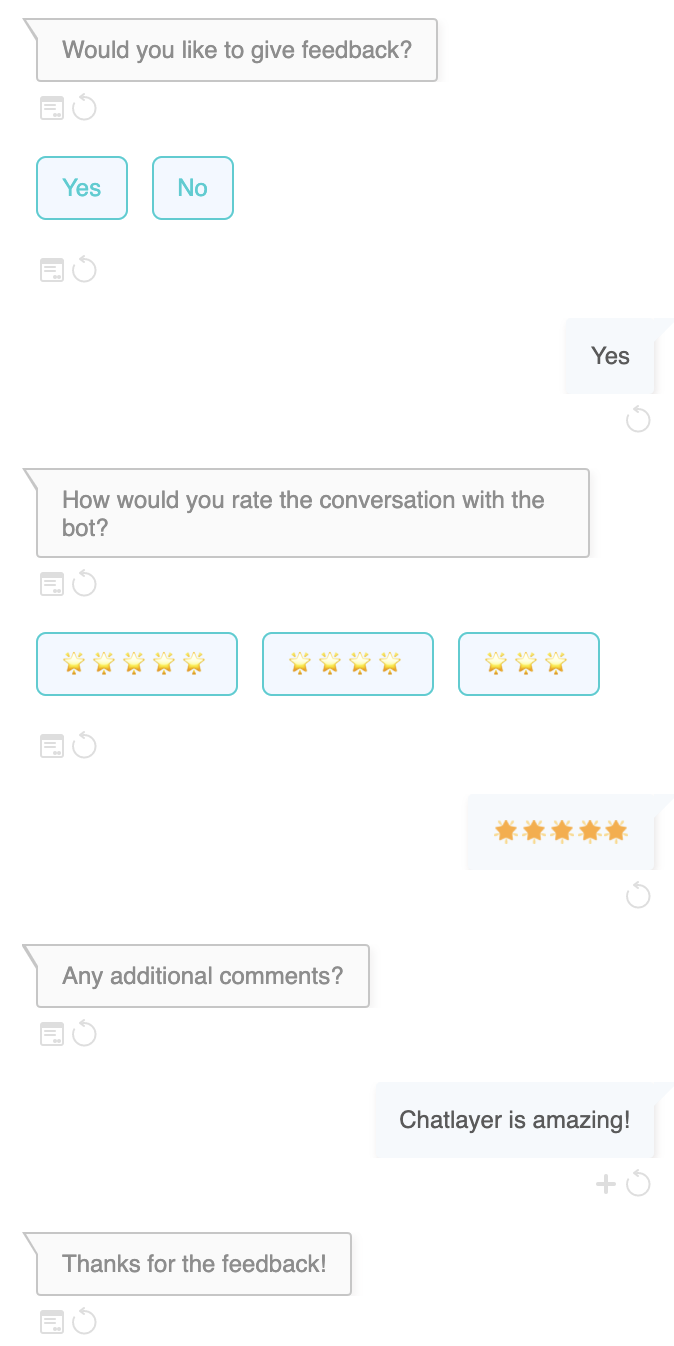 Would you like to give feedback?
Yes
No
Yes
How would you rate the conversation with the
bot?
🌟🌟🌟🌟🌟
🌟🌟🌟🌟
🌟🌟🌟
🌟🌟🌟🌟🌟
Any additional comments?
Chatlayer is amazing!
Thanks for the feedback!